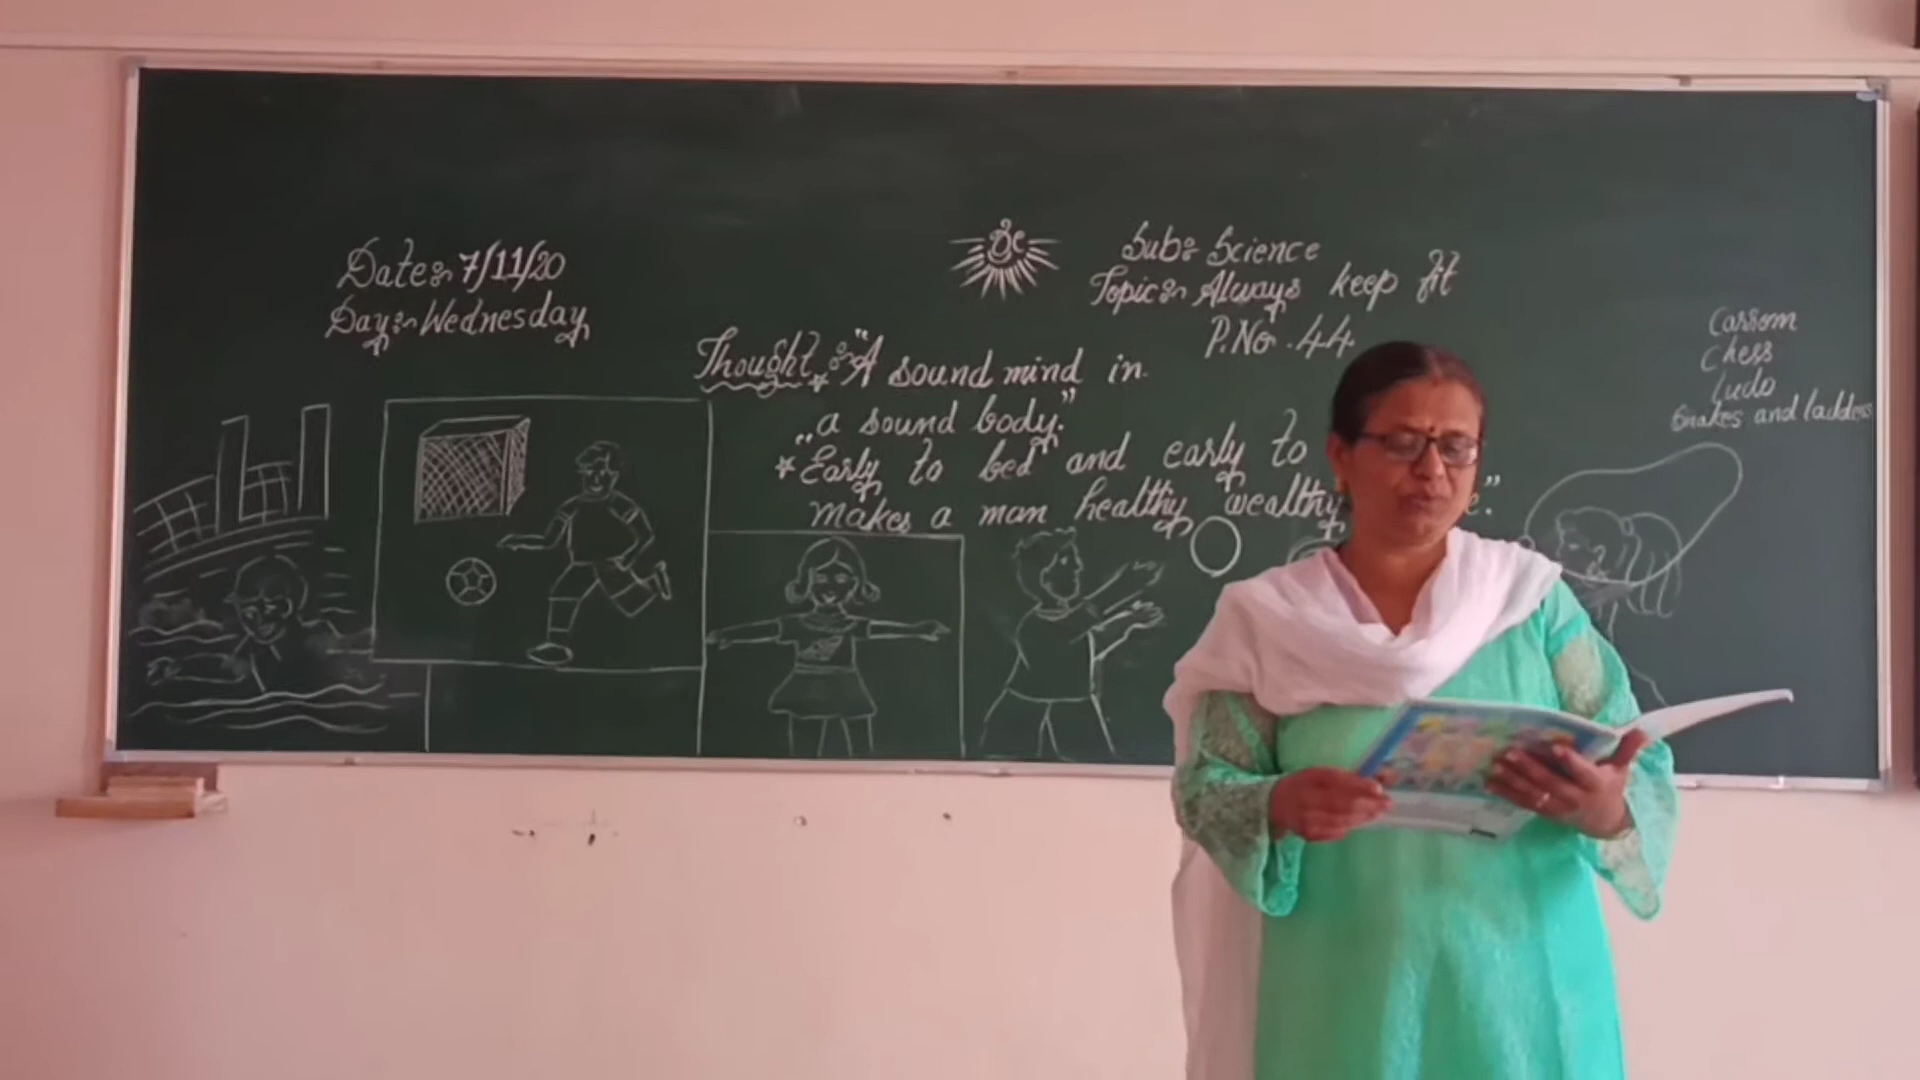 Date:- 7/11/20
Day:- Wednesday
Sub: Science
Topic:- Always keep fit
P.No. 44.
Thought:- "A sound mind in
a sound body."
"Early to bed and early to
makes a man healthy wealthy e."
Carrom
Chess
Ludo
Snakes and ladders